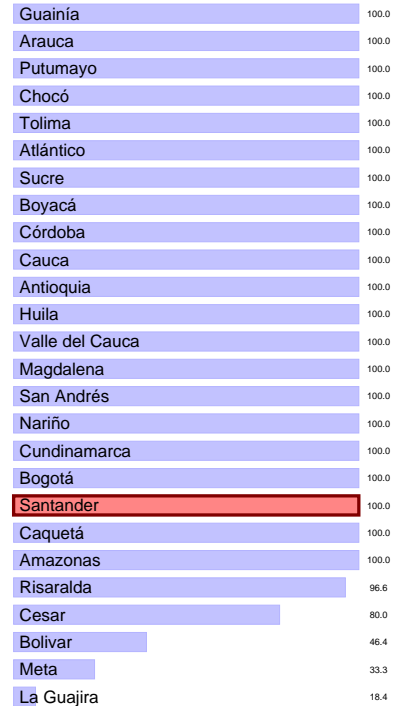 Guainía 100.0
Arauca 100.0
Putumayo 100.0
Chocó 100.0
Tolima 100.0
Atlántico 100.0
Sucre 100.0
Boyacá 100.0
Córdoba 100.0
Cauca 100.0
Antioquia 100.0
Huila 100.0
Valle del Cauca 100.0
Magdalena 100.0
San Andrés 100.0
Nariño 100.0
Cundinamarca 100.0
Bogotá 100.0
Santander 100.0
Caquetá 100.0
Amazonas 100.0
Risaralda 96.6
Cesar 80.0
Bolivar 46.4
Meta 33.3
La Guajira 18.4